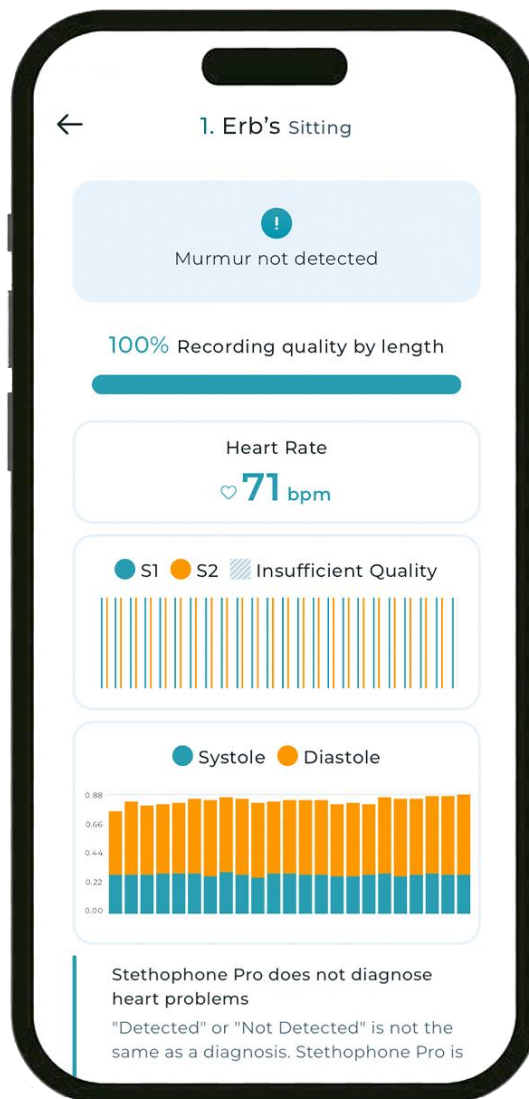 1. Erb’s Sitting
!
Murmur not detected
100% Recording quality by length
Heart Rate
71 bpm
S1 S2 Insufficient Quality
Systole Diastole
0.88
0.66
0.44
0.22
0.00
Stethophone Pro does not diagnose
heart problems
"Detected" or "Not Detected" is not the
same as a diagnosis. Stethophone Pro is